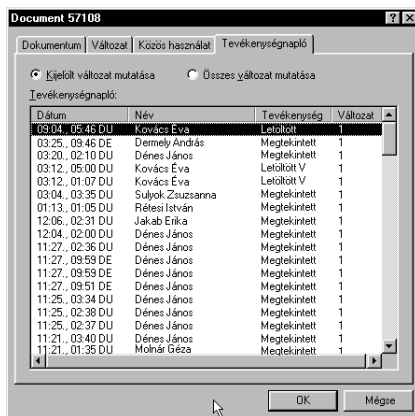 Document 57108
Dokumentum Változat Közös használat Tevékenységnapló
Kijelölt változat mutatása Összes változat mutatása
Tevékenységnapló:
Dátum Név Tevékenység Változat
09:04., 05:46 DU Kovács Éva Letöltött 1
03:25., 09:46 DE Dermely András Megtekintett 1
03:20., 02:10 DU Dénes János Megtekintett 1
03:12., 05:00 DU Kovács Éva Letöltött V 1
03:12., 01:07 DU Kovács Éva Letöltött V 1
03:04., 03:35 DU Sulyok Zsuzsanna Megtekintett 1
01:13., 01:05 DU Rétesi István Megtekintett 1
12:06., 02:31 DU Jakab Erika Megtekintett 1
12:04., 02:00 DU Dénes János Megtekintett 1
11:27., 02:36 DU Dénes János Megtekintett 1
11:27., 09:59 DE Dénes János Megtekintett 1
11:27., 09:59 DE Dénes János Megtekintett 1
11:27., 09:51 DE Dénes János Megtekintett 1
11:25., 03:34 DU Dénes János Megtekintett 1
11:25., 02:38 DU Dénes János Megtekintett 1
11:25., 02:37 DU Dénes János Megtekintett 1
11:21., 03:40 DU Dénes János Megtekintett 1
11:21., 01:35 DU Molnár Géza Megtekintett 1
OK Mégse